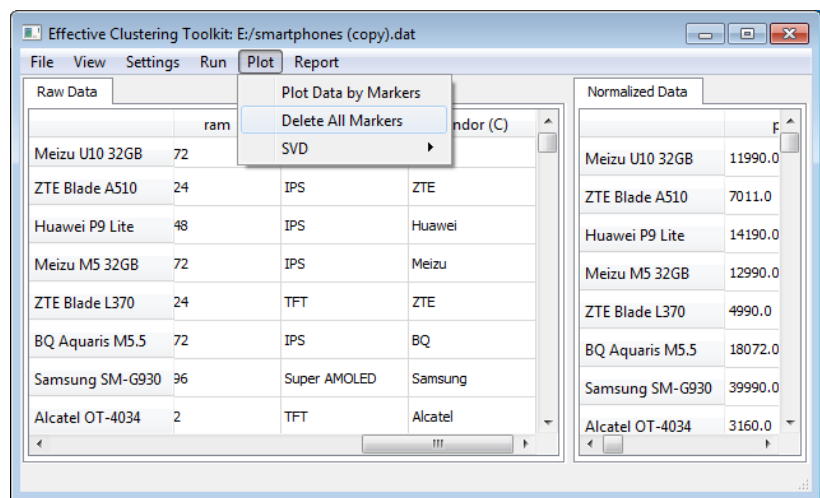 Effective Clustering Toolkit: E:/smartphones (copy).dat
File View Settings Run Plot Report
Raw Data
Plot Data by Markers
Delete All Markers
SVD
Normalized Data
ram ndor (C)
Meizu U10 32GB 72
ZTE Blade A510 24 IPS ZTE
Huawei P9 Lite 48 IPS Huawei
Meizu M5 32GB 72 IPS Meizu
ZTE Blade L370 24 TFT ZTE
BQ Aquaris M5.5 72 IPS BQ
Samsung SM-G930 96 Super AMOLED Samsung
Alcatel OT-4034 2 TFT Alcatel
p
Meizu U10 32GB 11990.0
ZTE Blade A510 7011.0
Huawei P9 Lite 14190.0
Meizu M5 32GB 12990.0
ZTE Blade L370 4990.0
BQ Aquaris M5.5 18072.0
Samsung SM-G930 39990.0
Alcatel OT-4034 3160.0